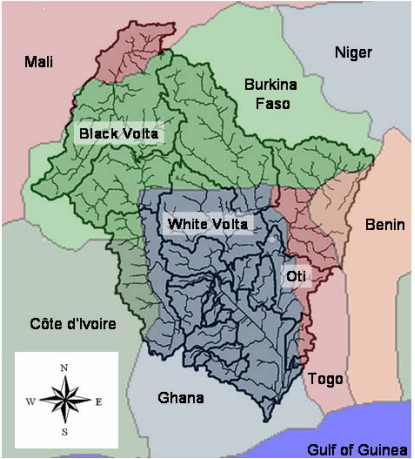 Mali
Niger
Burkina
Faso
Black Volta
White Volta
Benin
Oti
Côte d'Ivoire
N
W E
S
Togo
Ghana
Gulf of Guinea